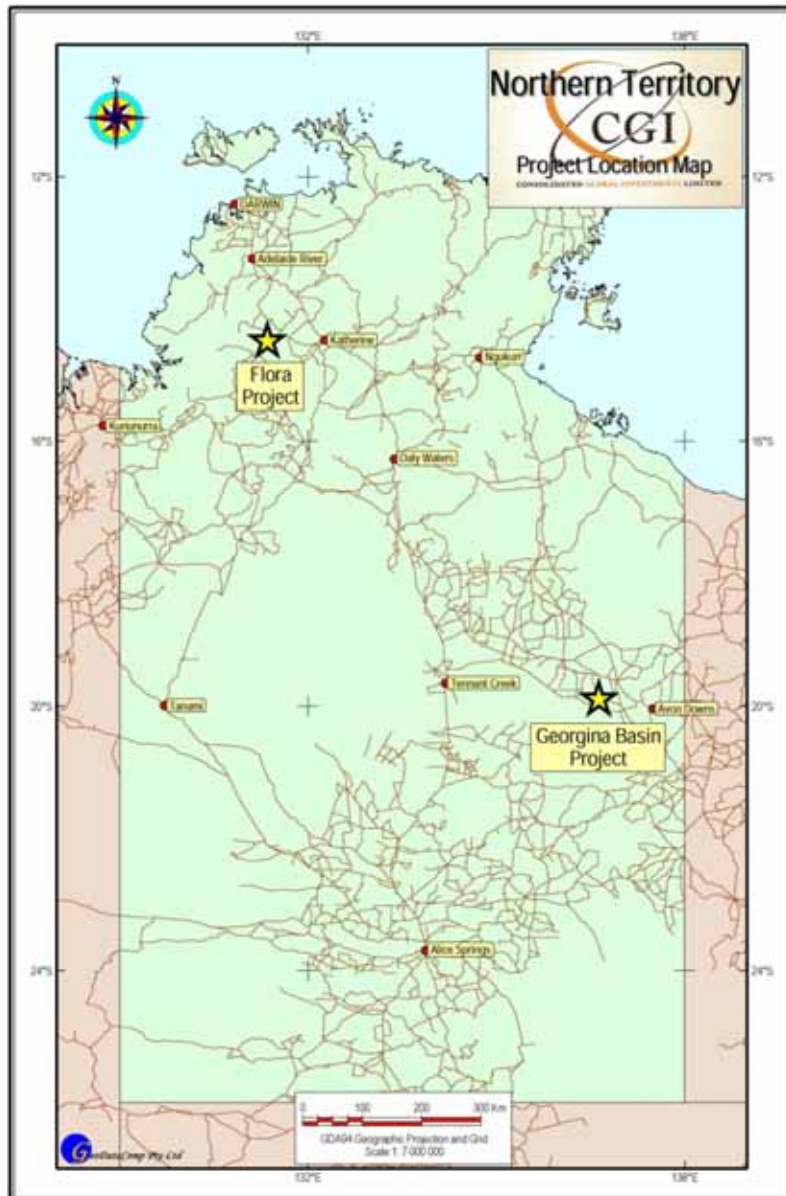 132°E
138°E
N
Northern Territory
CGI
Project Location Map
CONSOLIDATED GLOBAL INVESTMENTS LIMITED
12°S
12°S
DARWIN
Adelaide River
Katherine
Ngukurr
Flora
Project
Kununurra
16°S
16°S
Daly Waters
Tennant Creek
Tanami
20°S
20°S
Avon Downs
Georgina Basin
Project
Alice Springs
24°S
24°S
0 100 200 300 Km
GDA94 Geographic Projection and Grid
Scale 1: 7 000 000
GeoDataComp Pty Ltd
132°E
138°E